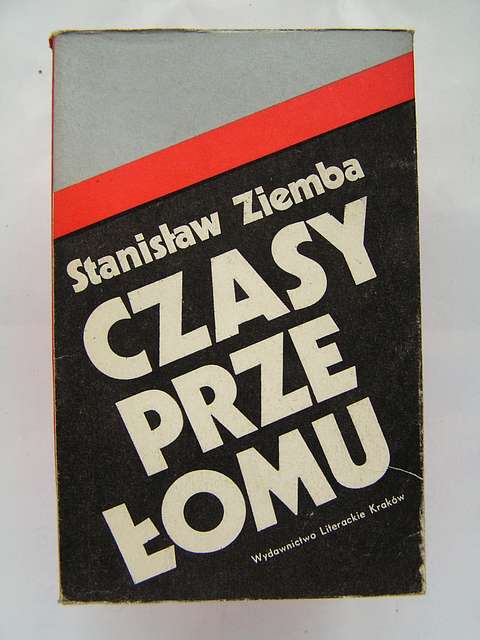 Stanisław Ziemba
CZASY
PRZE
ŁOMU
Wydawnictwo Literackie Kraków